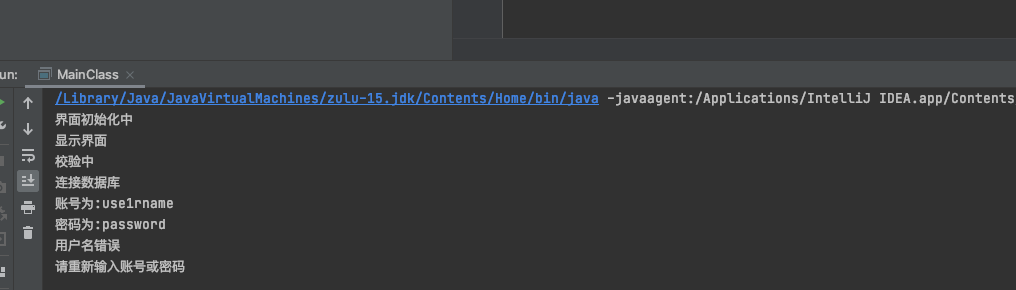 un: MainClass ×
/Library/Java/JavaVirtualMachines/zulu-15.jdk/Contents/Home/bin/java -javaagent:/Applications/IntelliJ IDEA.app/Contents
界面初始化中
显示界面
校验中
连接数据库
账号为:use1rname
密码为:password
用户名错误
请重新输入账号或密码